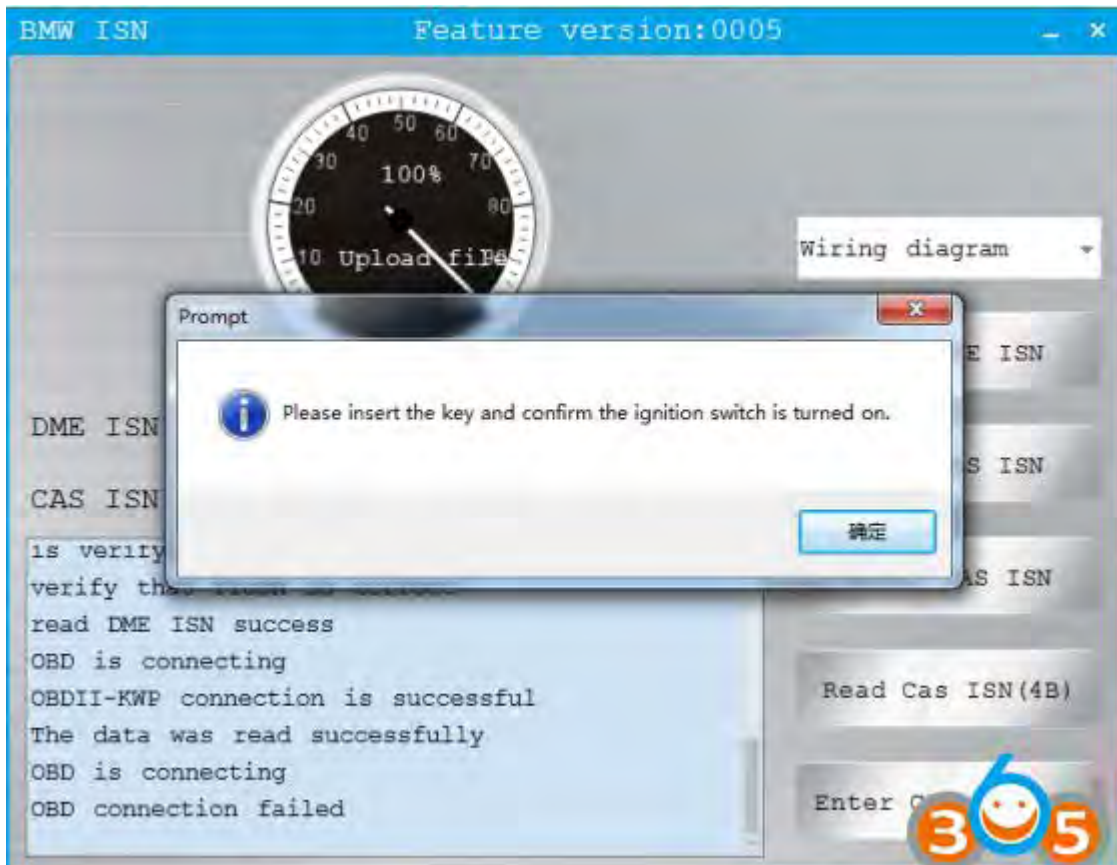 BMW ISN Feature version:0005
40 50 60
30 70
100%
20 80
10 Upload file 90
Wiring diagram
Prompt
E ISN
Please insert the key and confirm the ignition switch is turned on.
DME ISN
S ISN
CAS ISN
确定
is verify
AS ISN
verify
read DME ISN success
OBD is connecting
Read Cas ISN(4B)
OBDII-KWP connection is successful
The data was read successfully
OBD is connecting
OBD connection failed
Enter
365